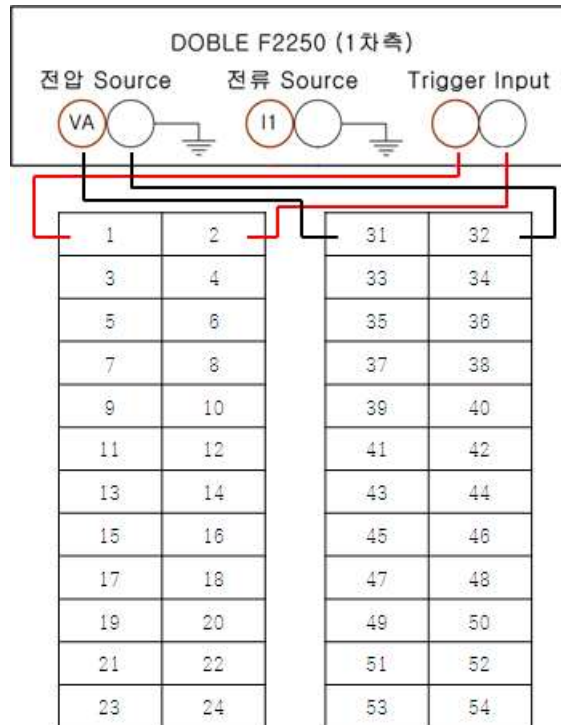 DOBLE F2250 (1차측)
전압 Source 전류 Source Trigger Input
VA I1
1 2 31 32
3 4 33 34
5 6 35 36
7 8 37 38
9 10 39 40
11 12 41 42
13 14 43 44
15 16 45 46
17 18 47 48
19 20 49 50
21 22 51 52
23 24 53 54